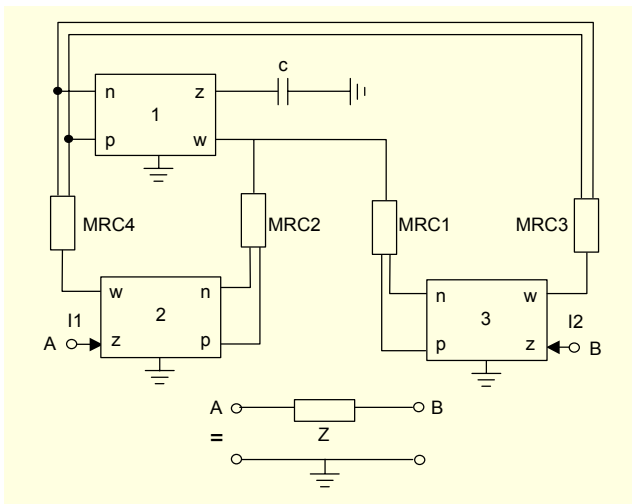 c
n z
1
p w
MRC4 MRC2 MRC1 MRC3
w n
2
z p
I1
A
n w
3
p z
I2
B
A B
=
Z